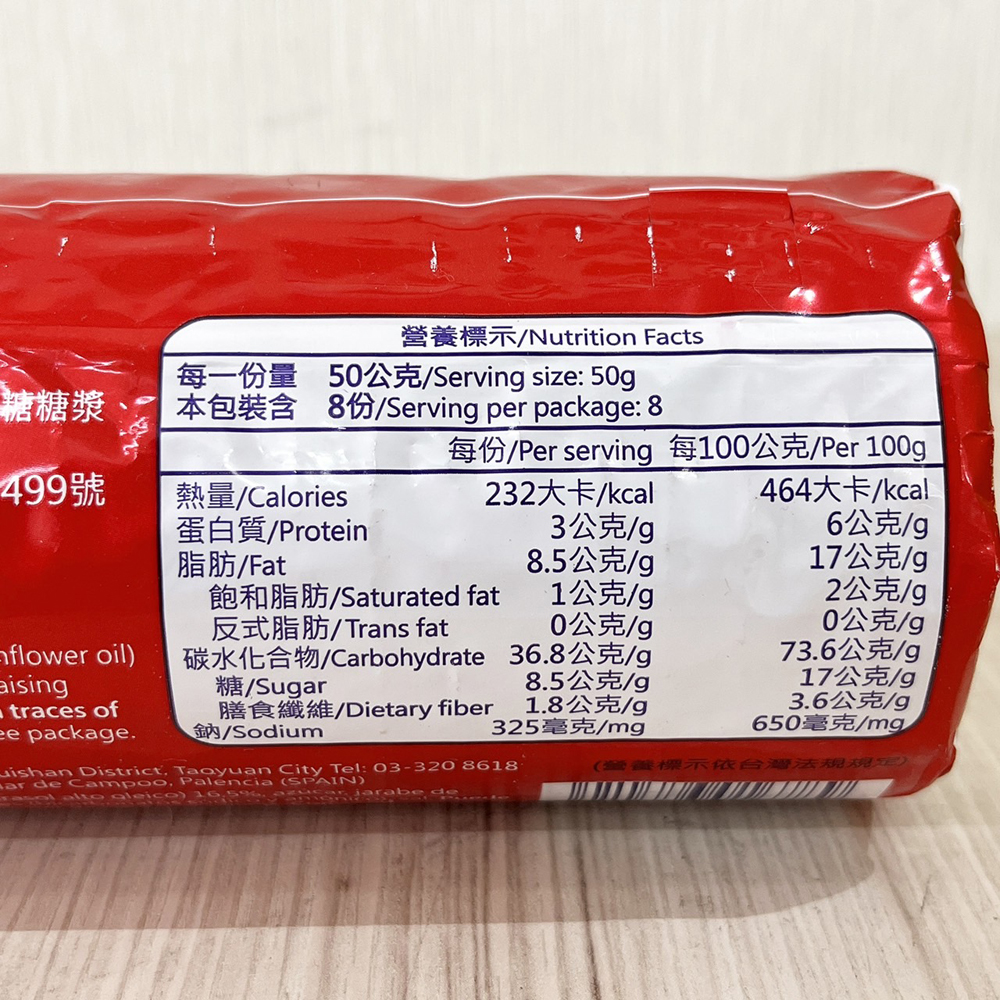 營養標示/Nutrition Facts
每一份量 50公克/Serving size: 50g
本包裝含 8份/Serving per package: 8
每份/Per serving 每100公克/Per 100g
熱量/Calories 232大卡/kcal 464大卡/kcal
蛋白質/Protein 3公克/g 6公克/g
脂肪/Fat 8.5公克/g 17公克/g
飽和脂肪/Saturated fat 1公克/g 2公克/g
反式脂肪/Trans fat 0公克/g 0公克/g
碳水化合物/Carbohydrate 36.8公克/g 73.6公克/g
糖/Sugar 8.5公克/g 17公克/g
膳食纖維/Dietary fiber 1.8公克/g 3.6公克/g
鈉/Sodium 325毫克/mg 650毫克/mg
糖糖漿、
499號
nflower oil)
aising
traces of
ee package.
uishan District, Taoyuan City Tel: 03-320 8618
lar de Campoo, Palencia (SPAIN)
(營養標示依台灣法規規定)
alto oleico) 16,6%, azúcar, jarabe de